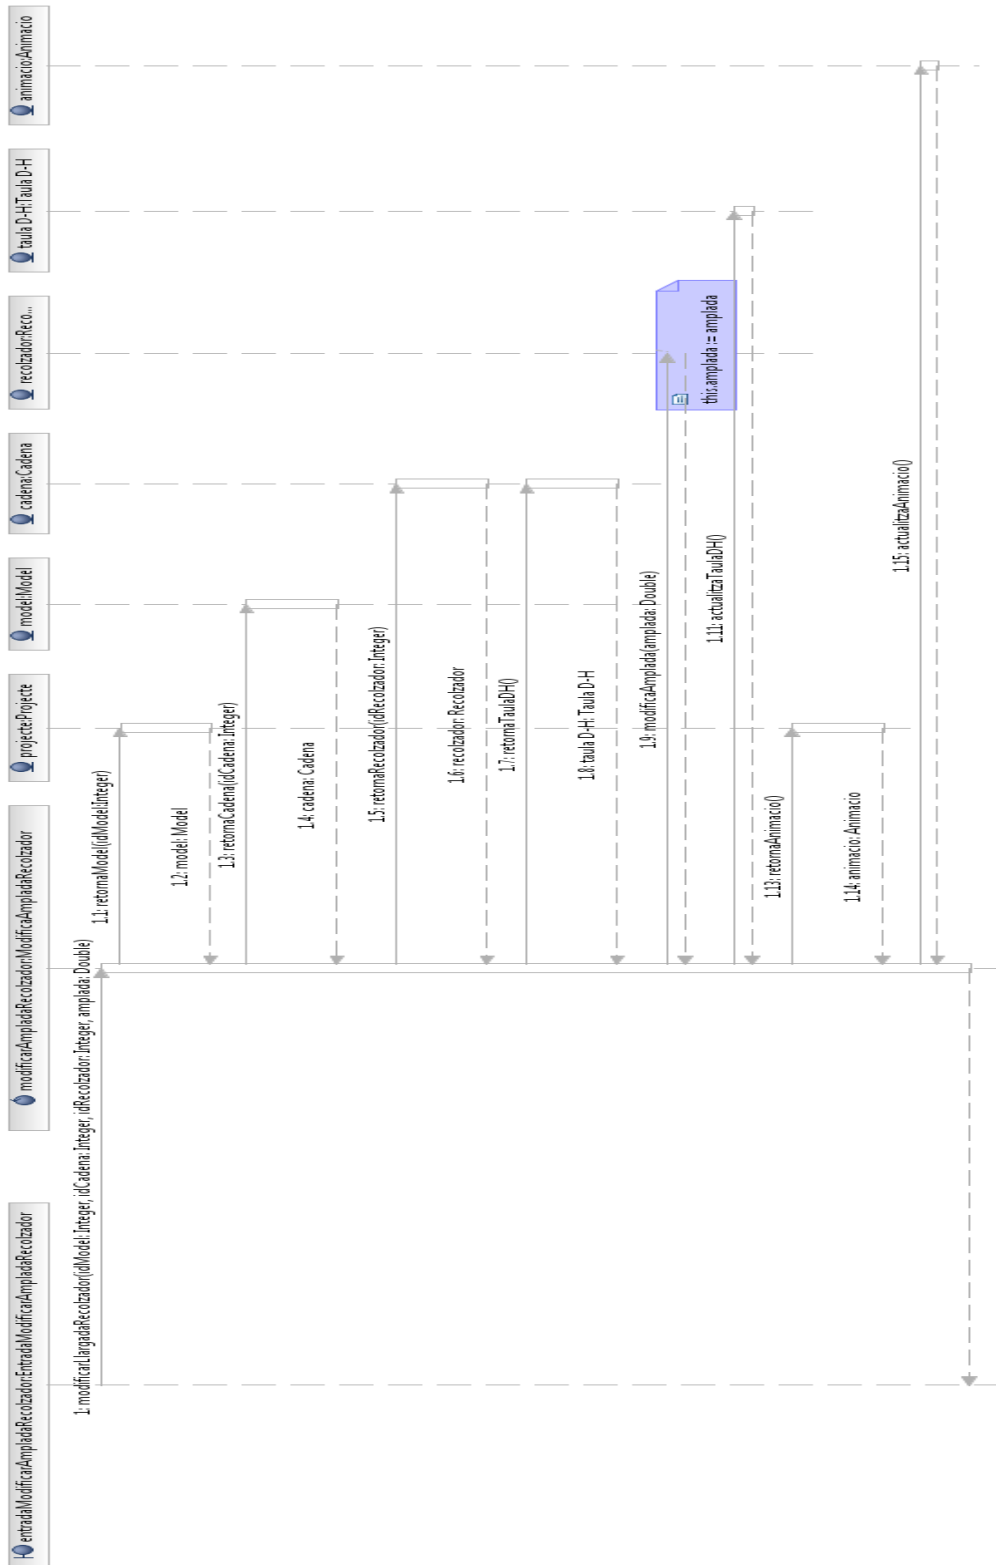 entradaModificarAmpladaRecolzador:EntradaModificarAmpladaRecolzador
modificarAmpladaRecolzador:ModificaAmpladaRecolzador
projecte:Projecte
model:Model
cadena:Cadena
recolzador:Reco...
taula D-H:Taula D-H
animacio:Animacio
1: modificarLlargadaRecolzador(idModel: Integer, idCadena: Integer, idRecolzador: Integer, amplada: Double)
1.1: retornaModel(idModel:Integer)
1.2: model: Model
1.3: retornaCadena(idCadena: Integer)
1.4: cadena: Cadena
1.5: retornaRecolzador(idRecolzador: Integer)
1.6: recolzador: Recolzador
1.7: retornaTaulaDH()
1.8: taula D-H: Taula D-H
1.9: modificaAmplada(amplada: Double)
this.amplada := amplada
1.11: actualitzaTaulaDH()
1.13: retornaAnimacio()
1.14: animacio: Animacio
1.15: actualitzaAnimacio()